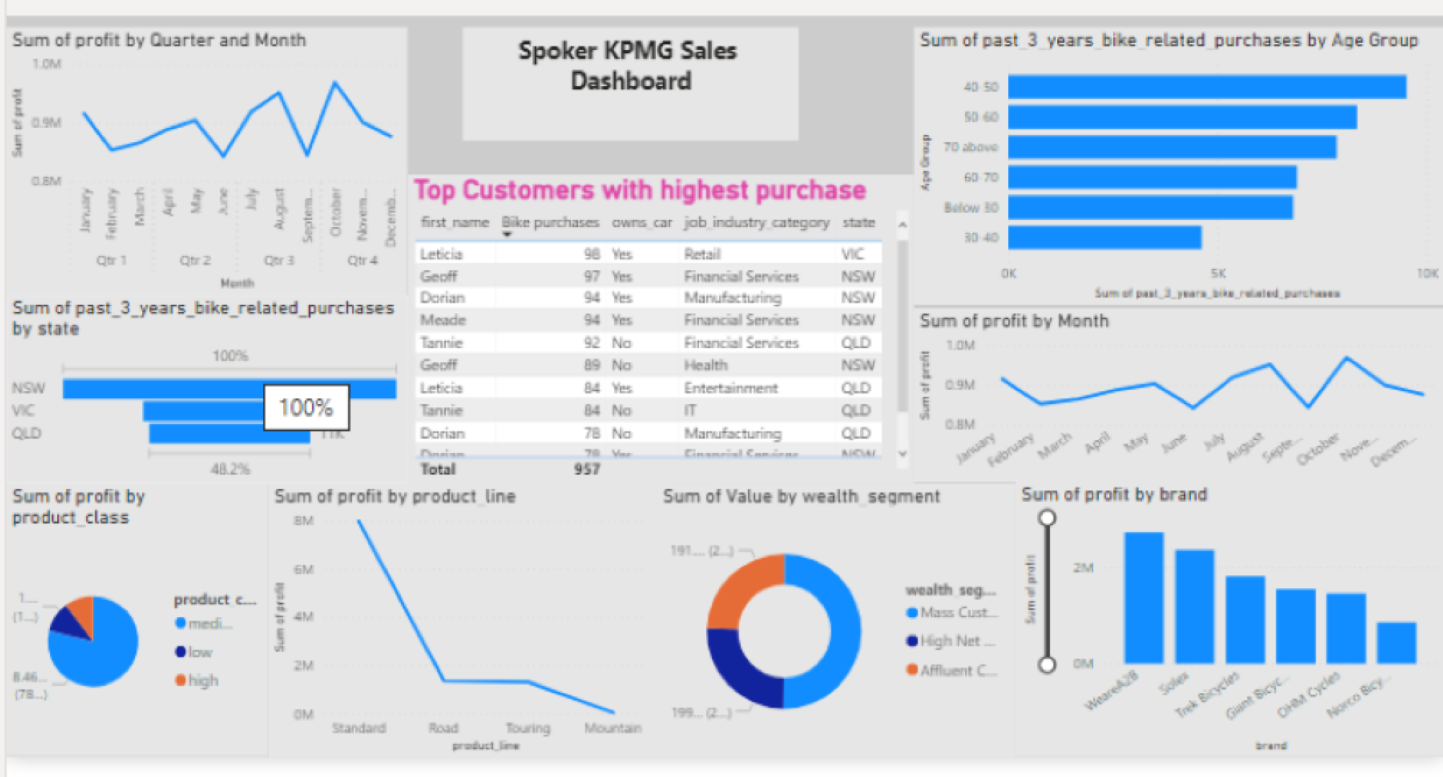 Sum of profit by Quarter and Month
1.0M
0.9M
0.8M
Sum of profit
January
February
March
April
May
June
July
August
Septem...
October
Novem...
Decemb...
Qtr 1
Qtr 2
Qtr 3
Qtr 4
Month
Spoker KPMG Sales
Dashboard
Sum of past_3_years_bike_related_purchases by Age Group
Age Group
40-50
50-60
70 above
60-70
Below 30
30-40
0K
5K
10K
Sum of past_3_years_bike_related_purchases
Top Customers with highest purchase
first_name Bike purchases owns_car job_industry_category state
Leticia 98 Yes Retail VIC
Geoff 97 Yes Financial Services NSW
Dorian 94 Yes Manufacturing NSW
Meade 94 Yes Financial Services NSW
Tannie 92 No Financial Services QLD
Geoff 89 No Health NSW
Leticia 84 Yes Entertainment QLD
Tannie 84 No IT QLD
Dorian 78 No Manufacturing QLD
Dorian 78 Yes Financial Services NSW
Total 957
Sum of past_3_years_bike_related_purchases
by state
100%
NSW
VIC
QLD
100%
11K
48.2%
Sum of profit by Month
1.0M
0.9M
0.8M
Sum of profit
January
February
March
April
May
June
July
August
Septe...
October
Nove...
Decem...
Sum of profit by
product_class
1...
(1...)
8.46...
(78...)
product_c...
medi...
low
high
Sum of profit by product_line
8M
6M
4M
2M
0M
Sum of profit
Standard
Road
Touring
Mountain
product_line
Sum of Value by wealth_segment
191.... (2...)
199... (2...)
wealth_seg...
Mass Cust...
High Net ...
Affluent C...
Sum of profit by brand
Sum of profit
2M
0M
WeareA2B
Solex
Trek Bicycles
Giant Bicyc...
OHM Cycles
Norco Bicy...
brand